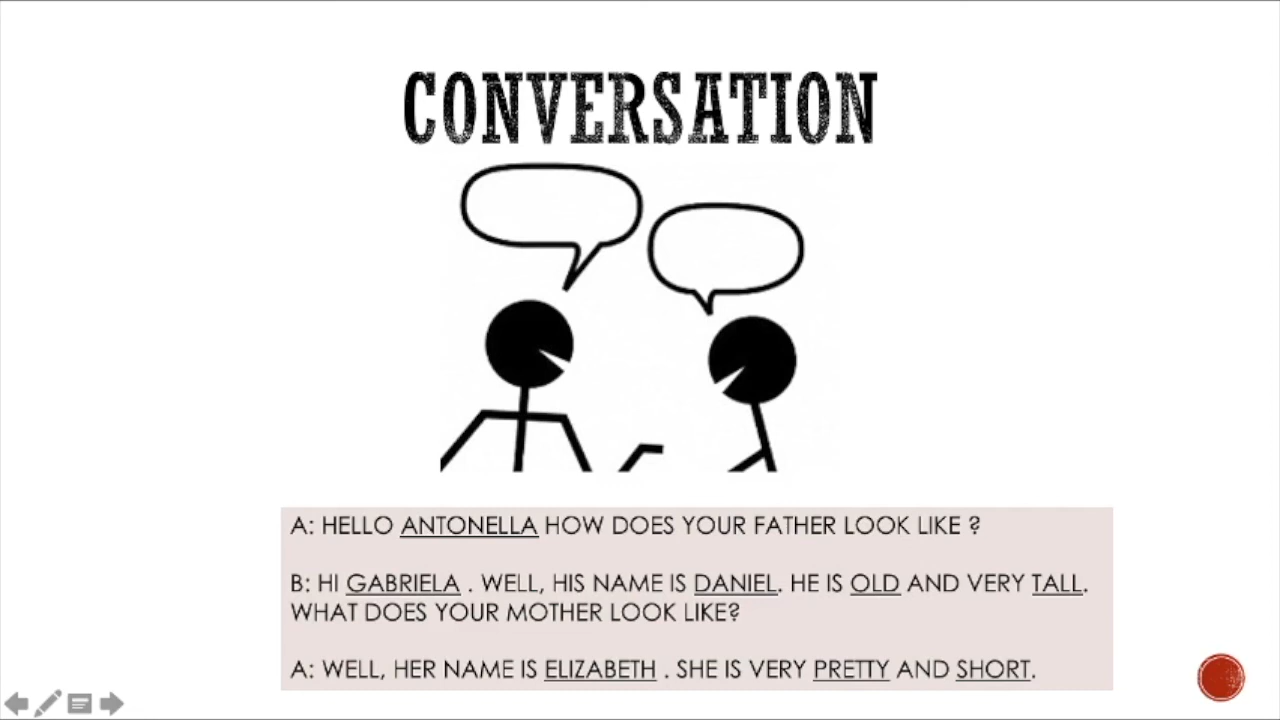 CONVERSATION
A: HELLO ANTONELLA HOW DOES YOUR FATHER LOOK LIKE ?
B: HI GABRIELA . WELL, HIS NAME IS DANIEL. HE IS OLD AND VERY TALL.
WHAT DOES YOUR MOTHER LOOK LIKE?
A: WELL, HER NAME IS ELIZABETH . SHE IS VERY PRETTY AND SHORT.